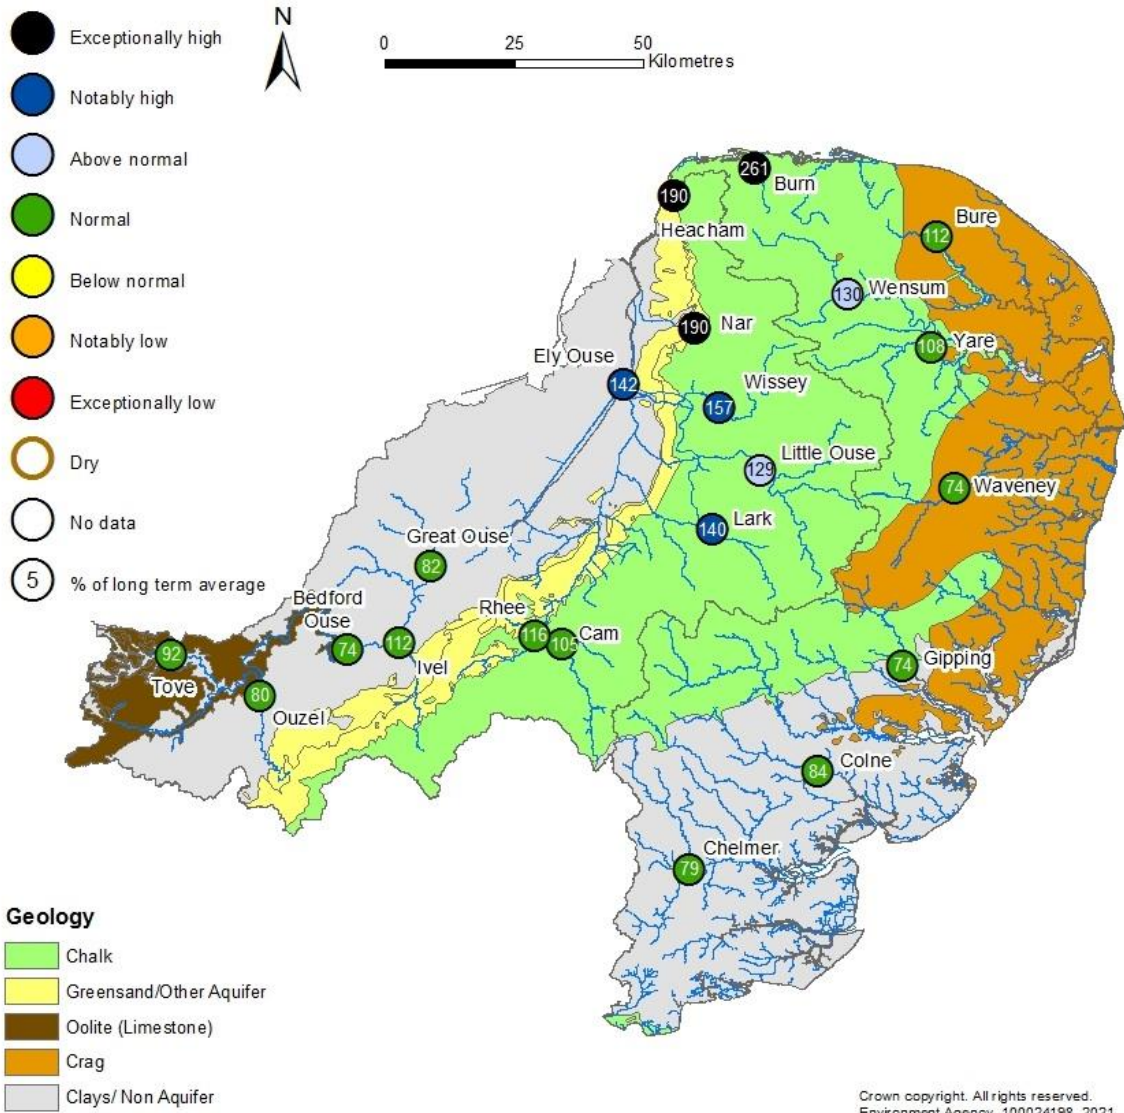 Exceptionally high
Notably high
Above normal
Normal
Below normal
Notably low
Exceptionally low
Dry
No data
5 % of long term average
N
0 25 50
Kilometres
261
Burn
190
Heacham
Bure
112
Wensum
130
190
Nar
Yare
108
Ely Ouse
142
Wissey
157
Little Ouse
129
74
Waveney
Lark
140
Great Ouse
82
Bedford
Ouse
74
112
Ivel
Rhee
116
105
Cam
92
Tove
80
Ouzel
74
Gipping
84
Colne
Chelmer
79
Geology
Chalk
Greensand/Other Aquifer
Oolite (Limestone)
Crag
Clays/ Non Aquifer
Crown copyright. All rights reserved.
Environment Agency, 100024198, 2021